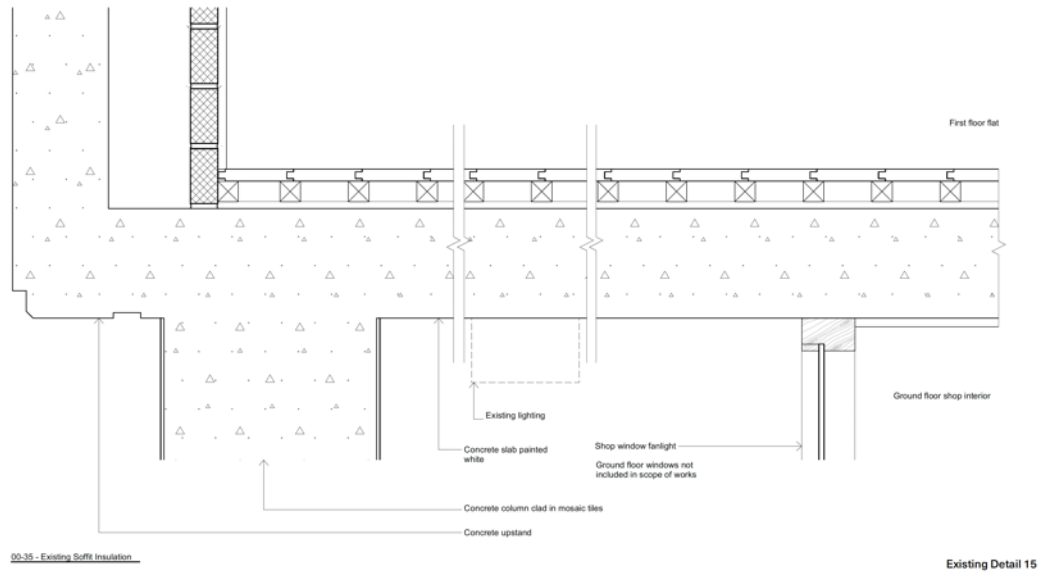 First floor flat
Ground floor shop interior
Existing lighting
Shop window fanlight
Concrete slab painted
white
Ground floor windows not
included in scope of works
Concrete column clad in mosaic tiles
Concrete upstand
00-35 - Existing Soffit Insulation
Existing Detail 15